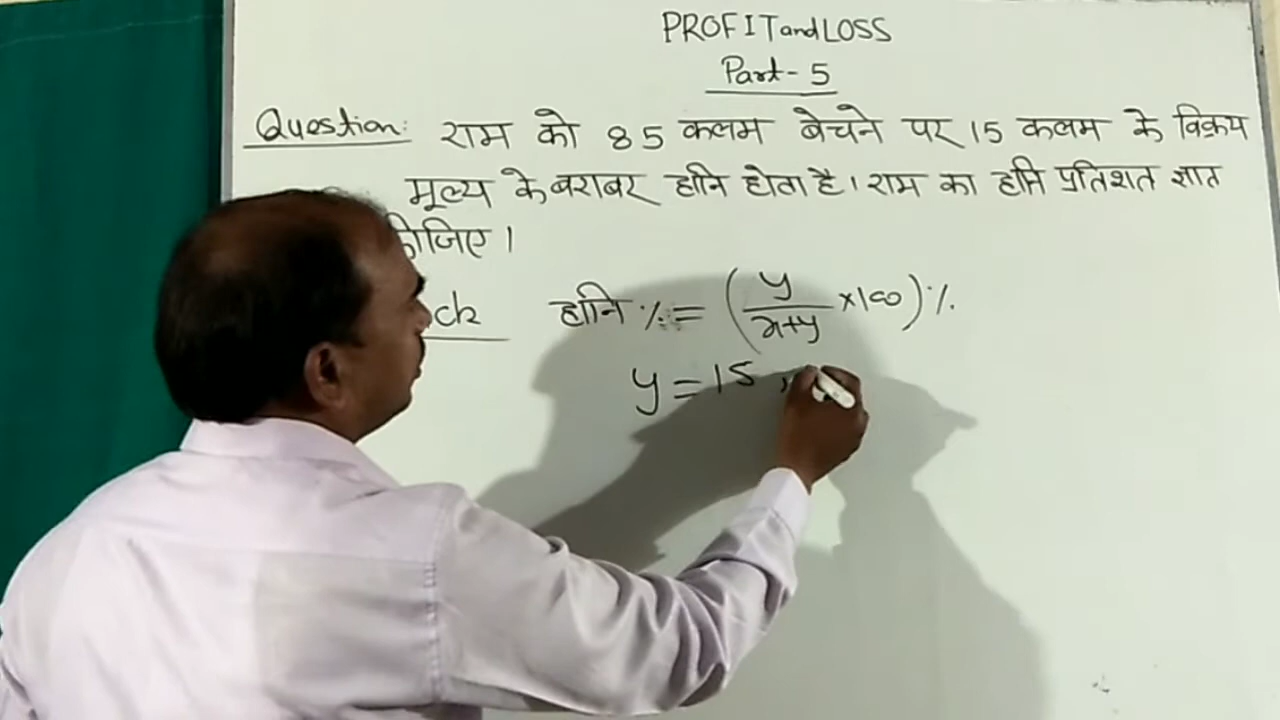 PROFIT and LOSS
Part - 5
Question: राम को 85 कलम बेचने पर 15 कलम के विक्रय
मूल्य के बराबर हानि होता है। राम का हानि प्रतिशत ज्ञात
जिए।
हानि % = (y/x+y ×100) %
y = 15 ,